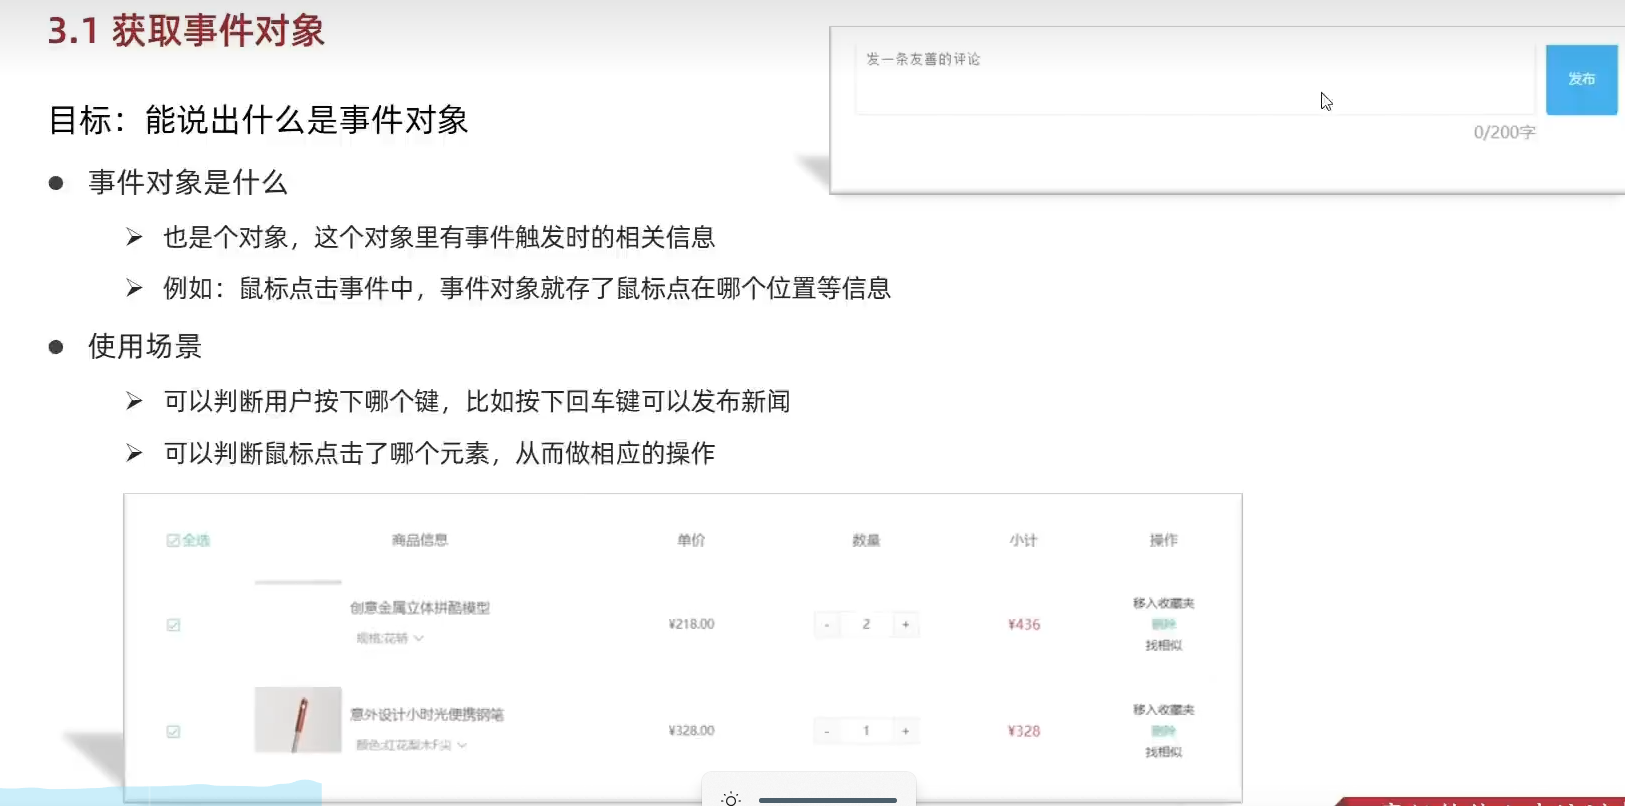 3.1 获取事件对象
发一条友善的评论
发布
0/200字
目标：能说出什么是事件对象
● 事件对象是什么
➢ 也是个对象，这个对象里有事件触发时的相关信息
➢ 例如：鼠标点击事件中，事件对象就存了鼠标点在哪个位置等信息
● 使用场景
➢ 可以判断用户按下哪个键，比如按下回车键可以发布新闻
➢ 可以判断鼠标点击了哪个元素，从而做相应的操作
全选 商品信息 单价 数量 小计 操作
创意金属立体拼酷模型
规格:花轿
¥218.00
- 2 +
¥436
移入收藏夹
删除
找相似
意外设计小时光便携钢笔
颜色:红花梨木F尖
¥328.00
- 1 +
¥328
移入收藏夹
删除
找相似